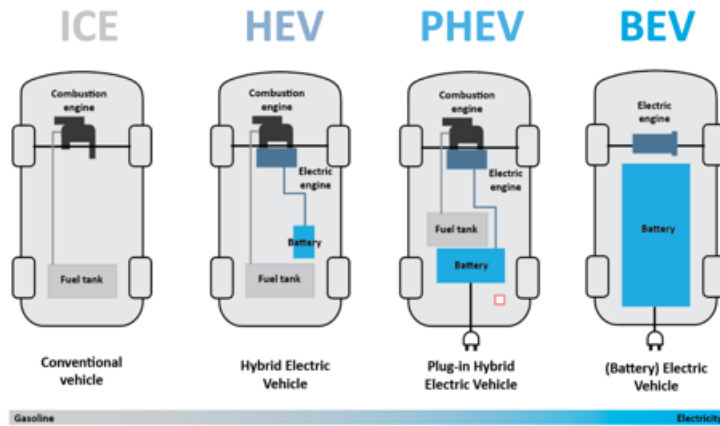 ICE
HEV
PHEV
BEV
Combustion
engine
Fuel tank
Combustion
engine
Electric
engine
Battery
Fuel tank
Combustion
engine
Electric
engine
Fuel tank
Battery
Electric
engine
Battery
Conventional
vehicle
Hybrid Electric
Vehicle
Plug-in Hybrid
Electric Vehicle
(Battery) Electric
Vehicle
Gasoline
Electricity